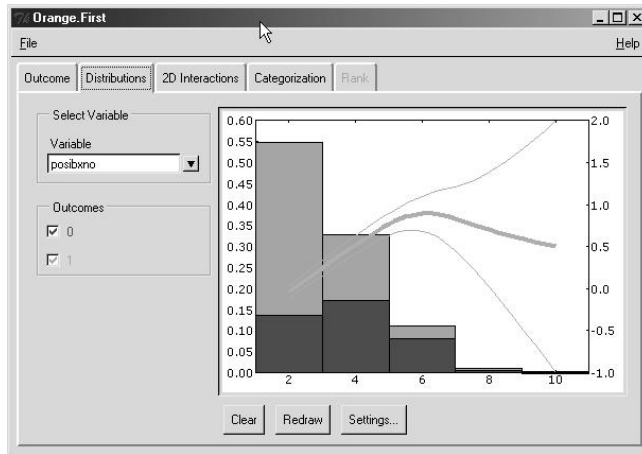 Orange.First
File Help
Outcome Distributions 2D Interactions Categorization Rank
Select Variable
Variable
posibxno
Outcomes
0
1
0.60 2.0
0.55
0.50 1.5
0.45
0.40 1.0
0.35
0.30 0.5
0.25
0.20 0.0
0.15
0.10 -0.5
0.05
0.00 -1.0
2 4 6 8 10
Clear Redraw Settings...